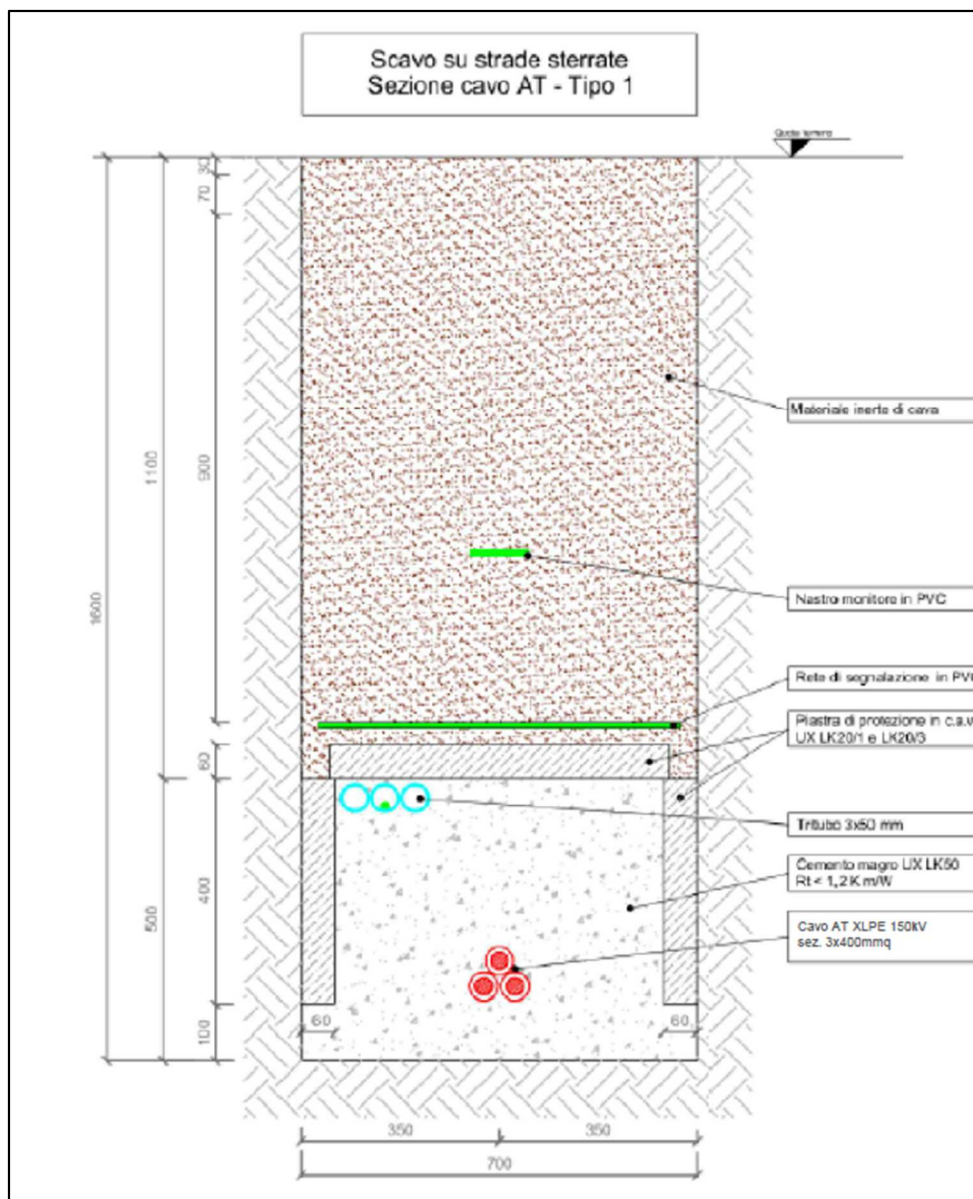 Scavo su strade sterrate
Sezione cavo AT - Tipo 1
Quota terreno
30
70
1100
900
1600
Materiale inerte di cava
Nastro monitore in PVC
Rete di segnalazione in PVC
Piastra di protezione in c.a.v
UX LK20/1 e LK20/3
60
Tritubo 3x50 mm
Cemento magro UX LK50
Rt < 1,2 K m/W
400
500
Cavo AT XLPE 150kV
sez. 3x400mmq
60
60
100
350
350
700